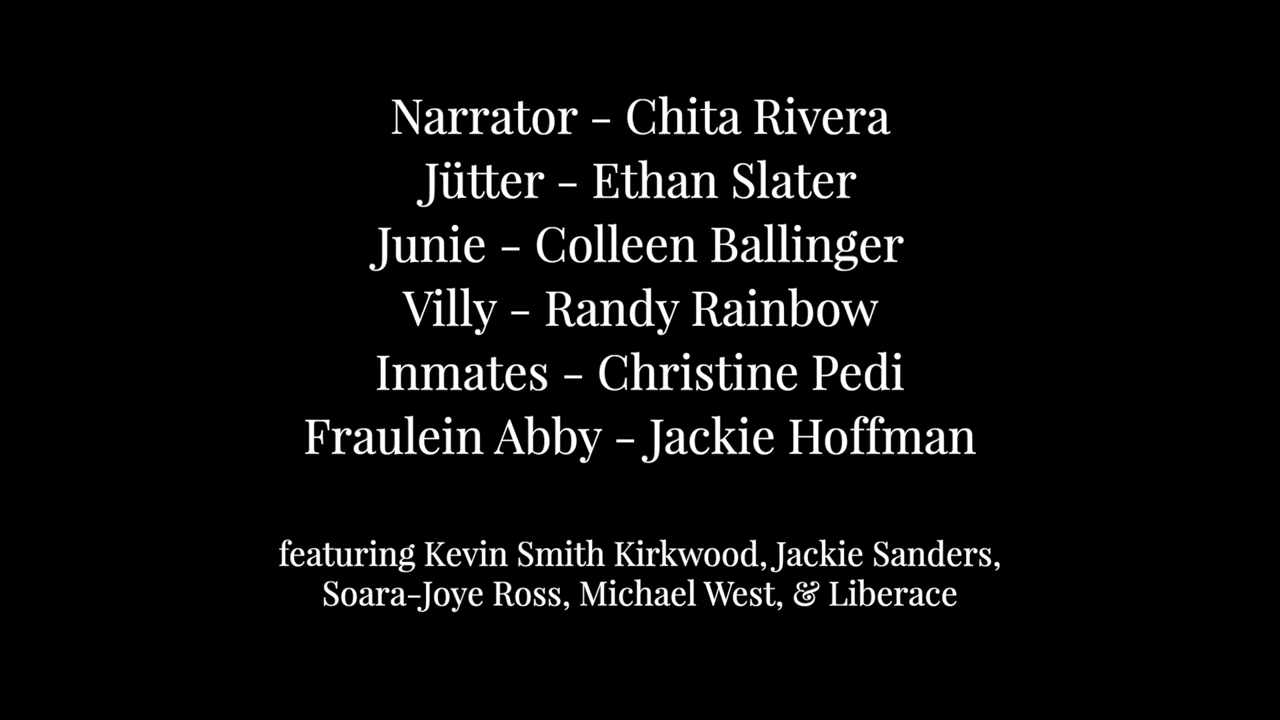 Narrator - Chita Rivera
Jütter - Ethan Slater
Junie - Colleen Ballinger
Villy - Randy Rainbow
Inmates - Christine Pedi
Fraulein Abby - Jackie Hoffman
featuring Kevin Smith Kirkwood, Jackie Sanders,
Soara-Joye Ross, Michael West, & Liberace